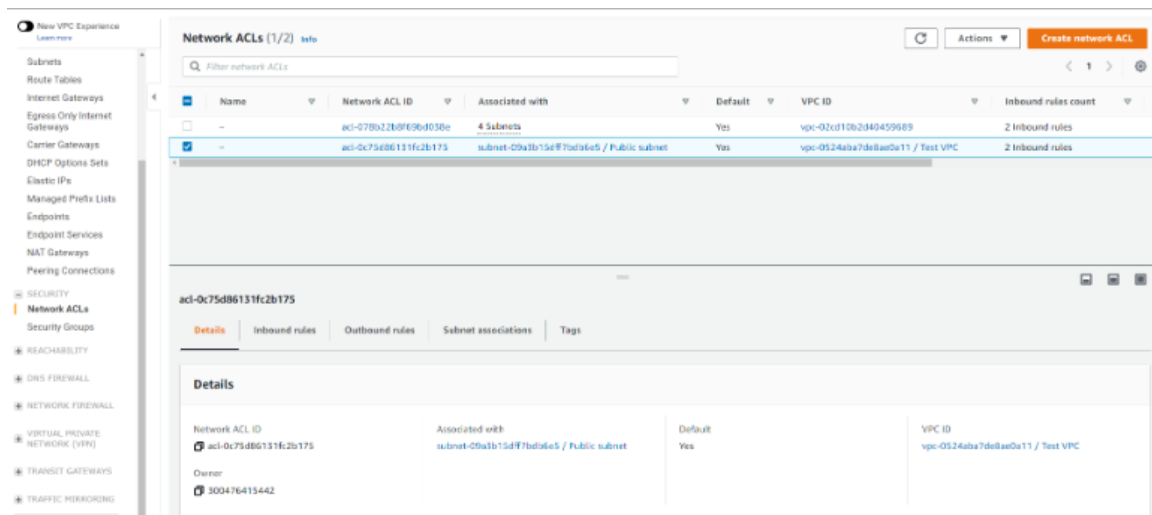 New VPC Experience
Learn more
Subnets
Route Tables
Internet Gateways
Egress Only Internet
Gateways
Carrier Gateways
DHCP Options Sets
Elastic IPs
Managed Prefix Lists
Endpoints
Endpoint Services
NAT Gateways
Peering Connections
SECURITY
Network ACLs
Security Groups
REACHABILITY
DNS FIREWALL
NETWORK FIREWALL
VIRTUAL PRIVATE
NETWORK (VPN)
TRANSIT GATEWAYS
TRAFFIC MIRRORING
Network ACLs (1/2) Info
Actions
Create network ACL
Filter network ACLs
1
Name Network ACL ID Associated with Default VPC ID Inbound rules count
– acl-078b22b8f69bd038e 4 Subnets Yes vpc-02cd10b2d40459689 2 Inbound rules
– acl-0c75d86131fc2b175 subnet-09a3b15dff7bdb6e5 / Public subnet Yes vpc-0524aba7de8ae0a11 / Test VPC 2 Inbound rules
acl-0c75d86131fc2b175
Details Inbound rules Outbound rules Subnet associations Tags
Details
Network ACL ID Associated with Default VPC ID
acl-0c75d86131fc2b175 subnet-09a3b15dff7bdb6e5 / Public subnet Yes vpc-0524aba7de8ae0a11 / Test VPC
Owner
300476415442